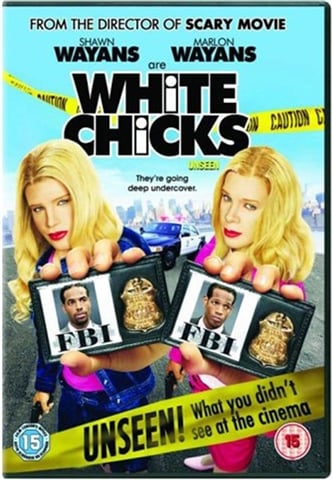 FROM THE DIRECTOR OF SCARY MOVIE
SHAWN MARLON
WAYANS WAYANS
are
WHITE
CHICKS
UNSEEN
CAUTION
CAUTION
They're going
deep undercover.
FBI
FBI
UNSEEN! What you didn't
see at the cinema
15
15